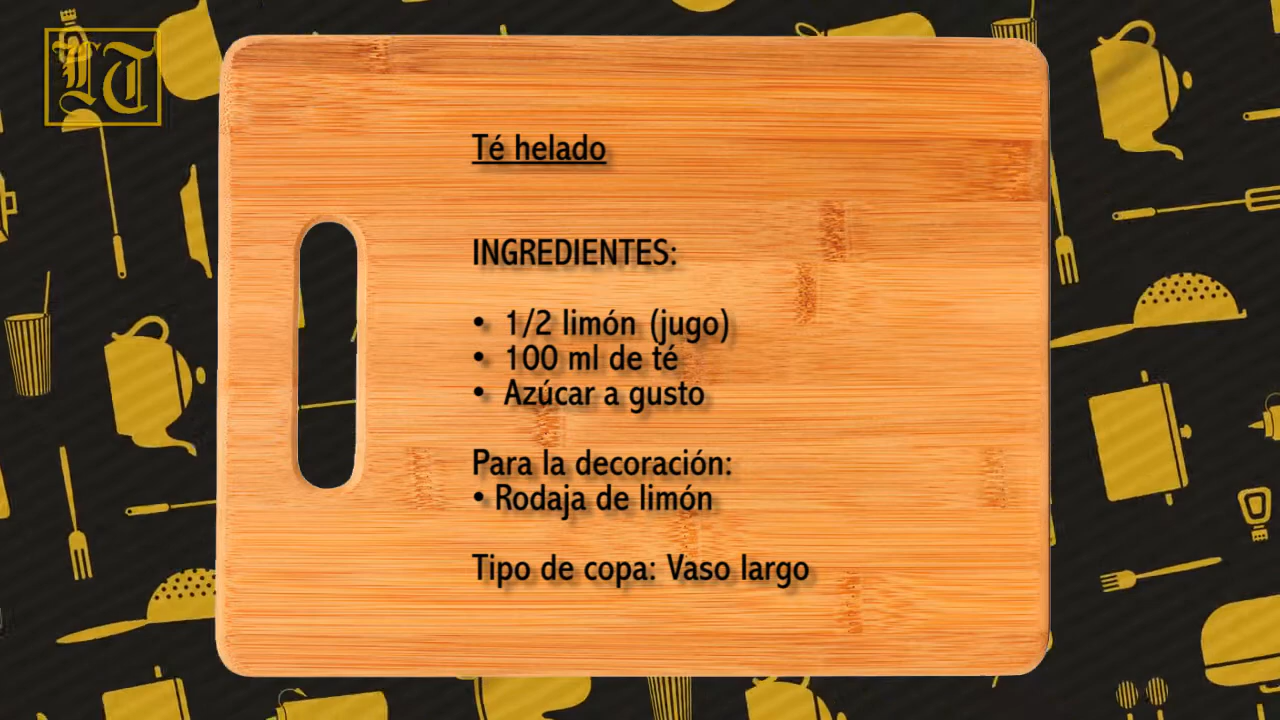 LT
Té helado
INGREDIENTES:
• 1/2 limón (jugo)
• 100 ml de té
• Azúcar a gusto
Para la decoración:
• Rodaja de limón
Tipo de copa: Vaso largo